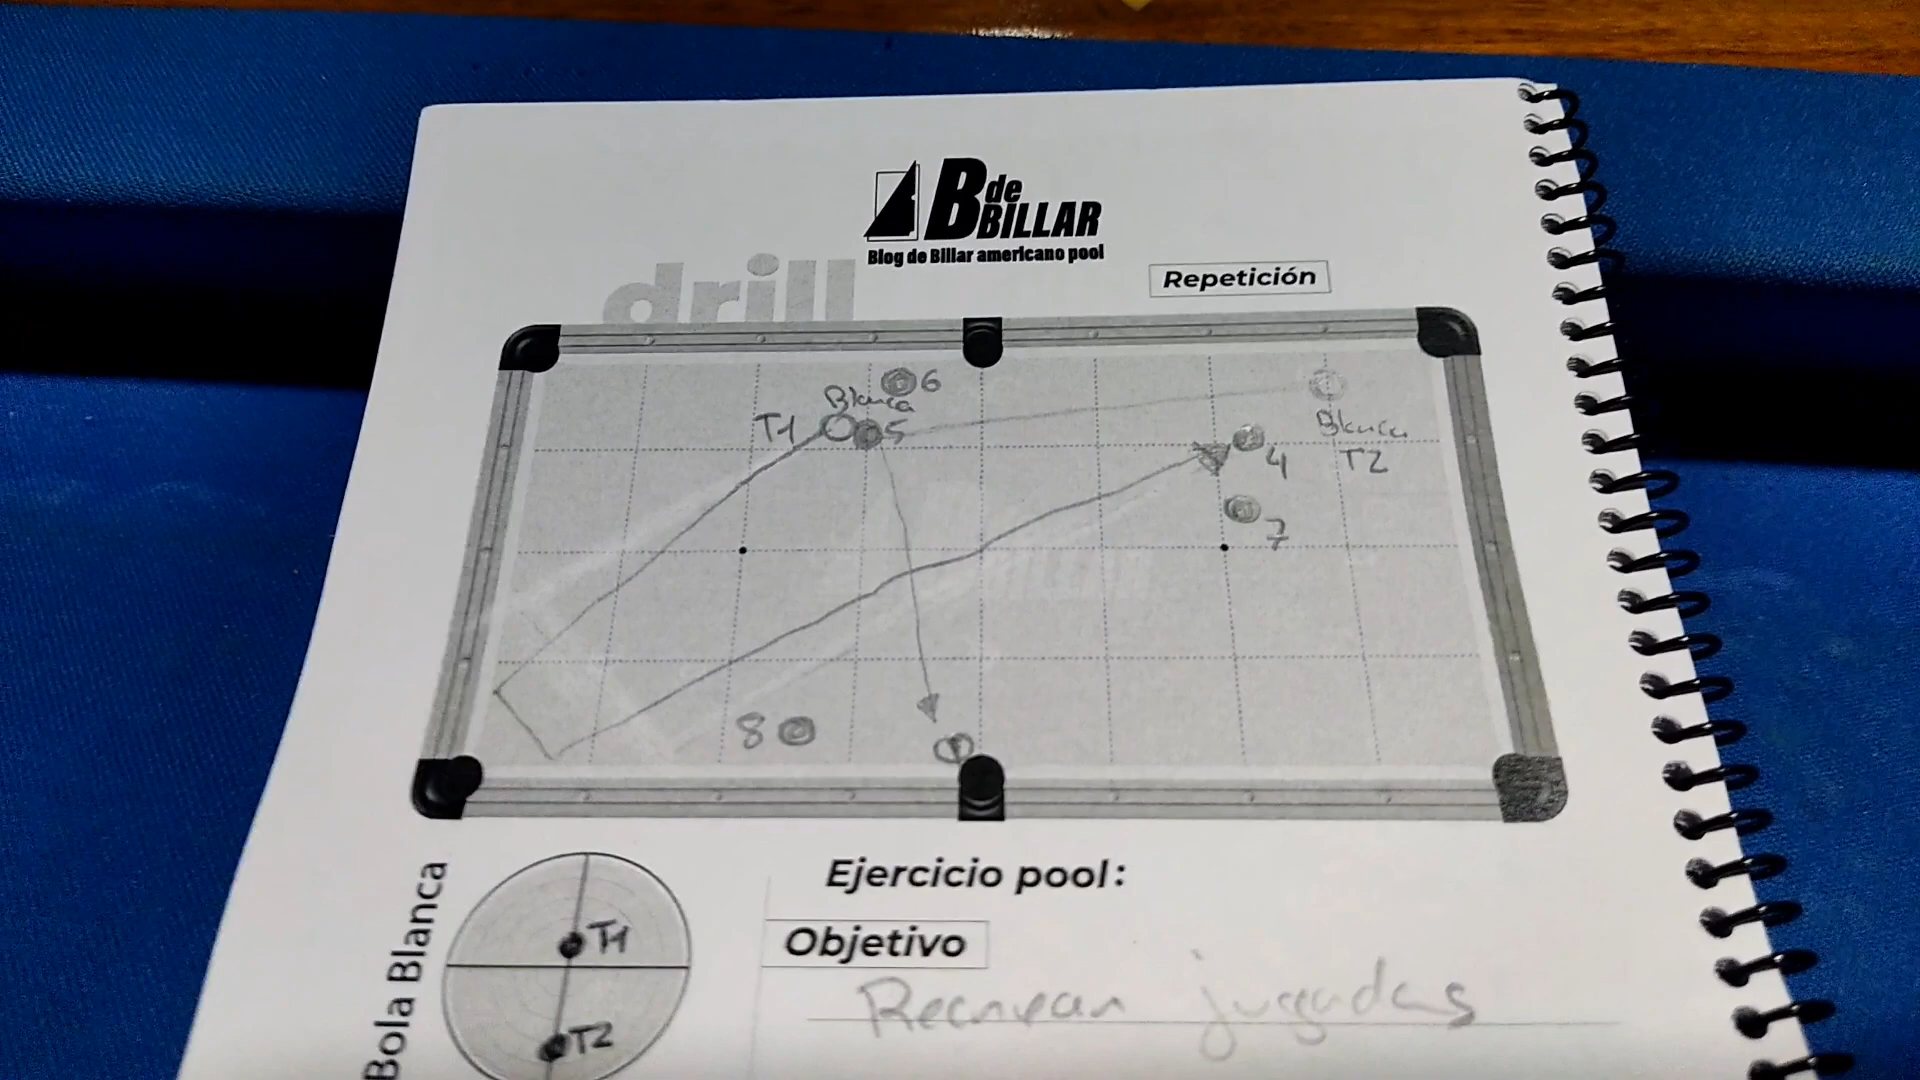 B de BILLAR
Blog de Billar americano pool
drill
Repetición
6
Blanca
T1
5
Blanca
T2
4
7
8
1
Bola Blanca
T1
T2
Ejercicio pool:
Objetivo
Recrear jugadas